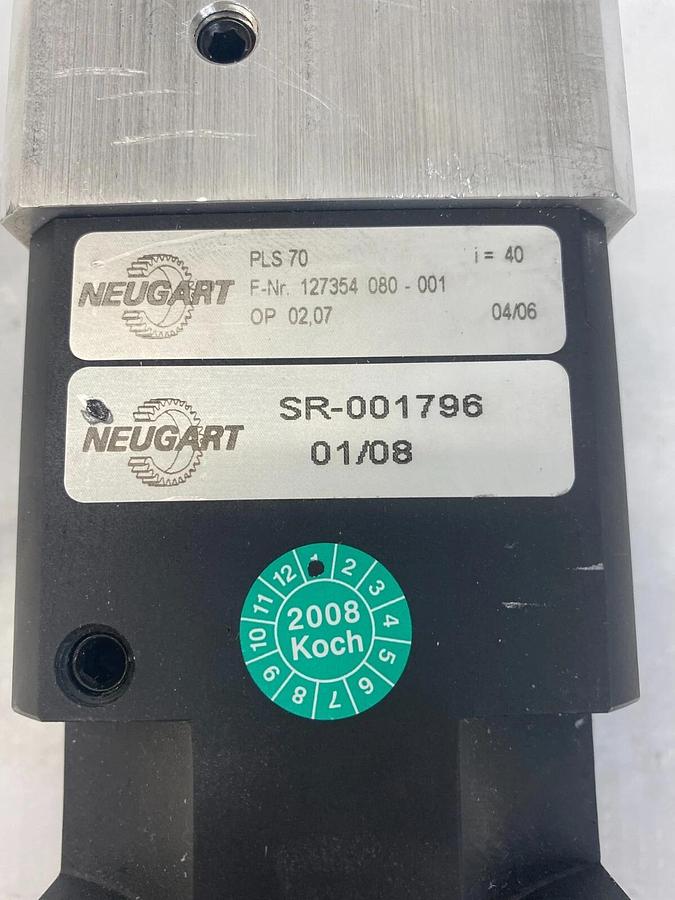 NEUGART
PLS 70 i = 40
F-Nr. 127354 080 - 001
OP 02,07 04/06
NEUGART
SR-001796
01/08
1 2 3 4 5 6 7 8 9 10 11 12
2008
Koch